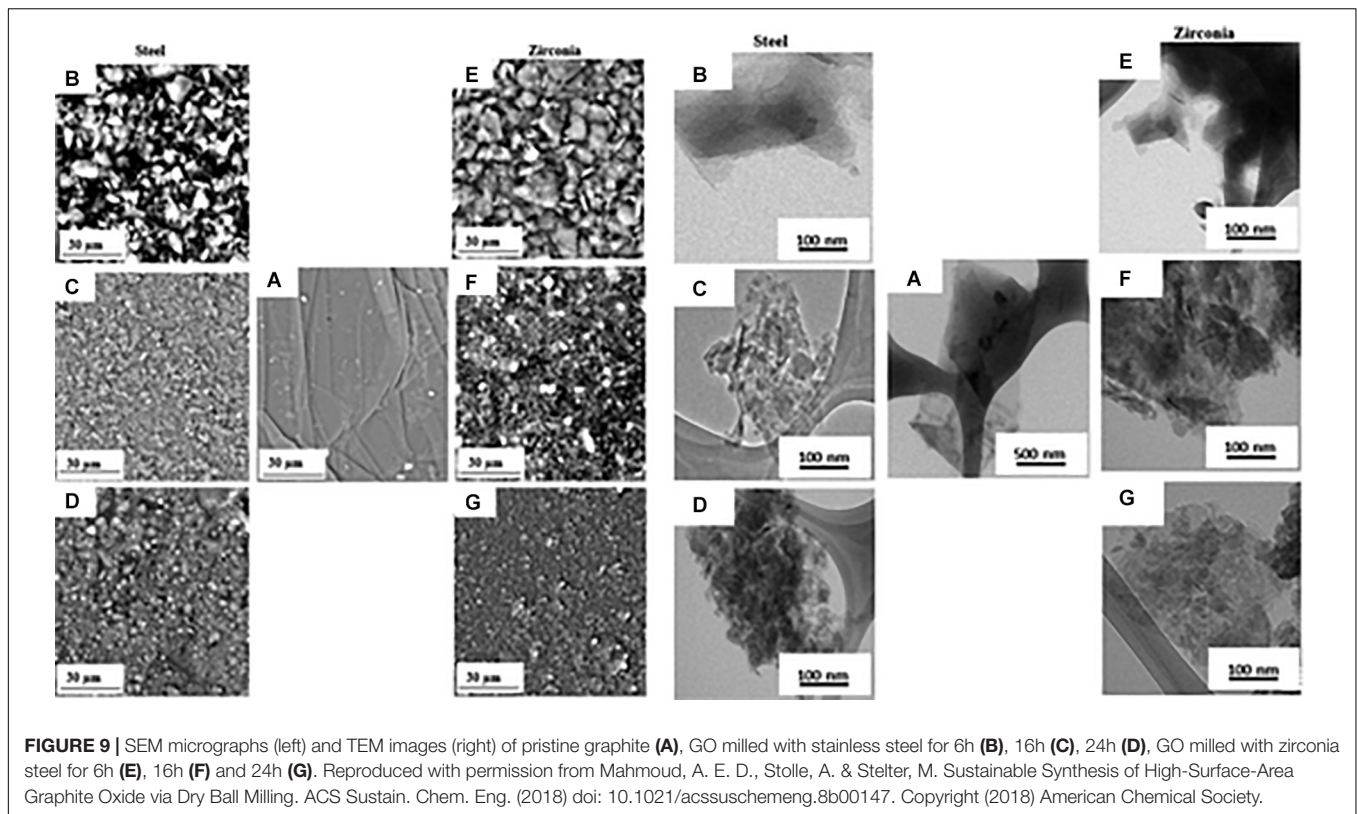 Steel
Zirconia
Steel
Zirconia
B
30 µm
E
30 µm
B
100 nm
E
100 nm
C
30 µm
A
30 µm
F
30 µm
C
100 nm
A
500 nm
F
100 nm
D
30 µm
G
30 µm
D
100 nm
G
100 nm
FIGURE 9 | SEM micrographs (left) and TEM images (right) of pristine graphite (A), GO milled with stainless steel for 6h (B), 16h (C), 24h (D), GO milled with zirconia
steel for 6h (E), 16h (F) and 24h (G). Reproduced with permission from Mahmoud, A. E. D., Stolle, A. & Stelter, M. Sustainable Synthesis of High-Surface-Area
Graphite Oxide via Dry Ball Milling. ACS Sustain. Chem. Eng. (2018) doi: 10.1021/acssuschemeng.8b00147. Copyright (2018) American Chemical Society.